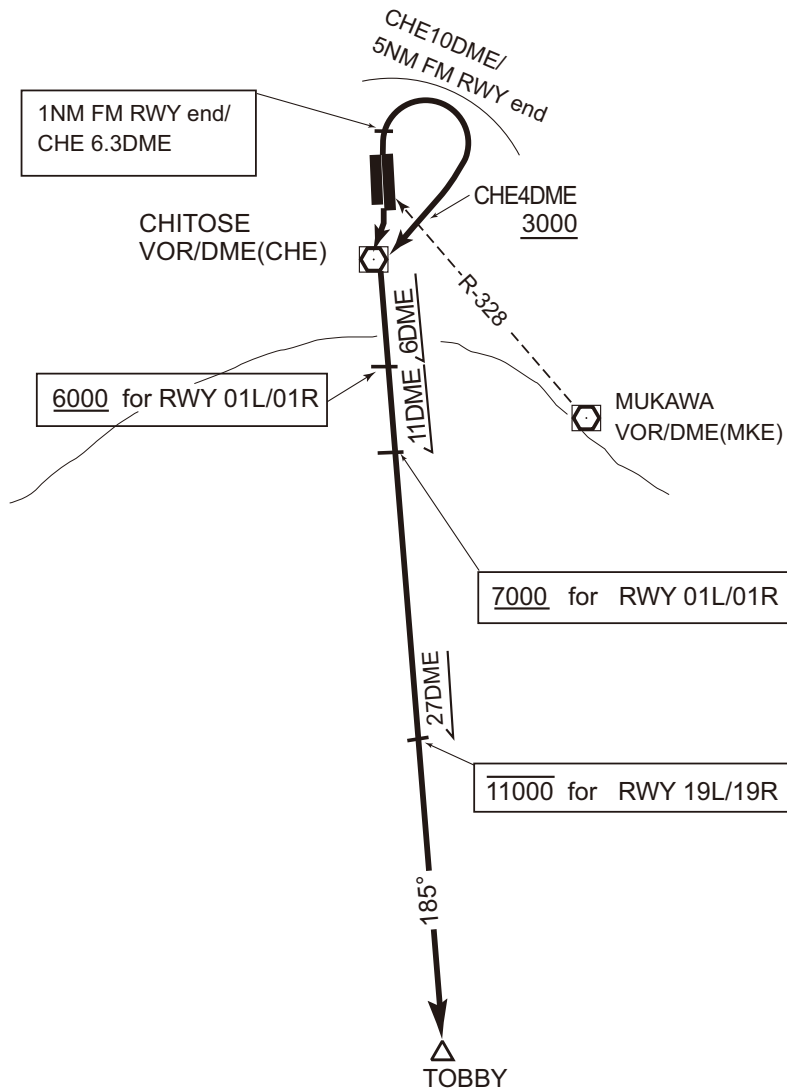 CHE10DME/
5NM FM RWY end
1NM FM RWY end/
CHE 6.3DME
CHE4DME
3000
CHITOSE
VOR/DME(CHE)
R-328
6DME
11DME
6000 for RWY 01L/01R
MUKAWA
VOR/DME(MKE)
7000 for RWY 01L/01R
27DME
11000 for RWY 19L/19R
185°
TOBBY